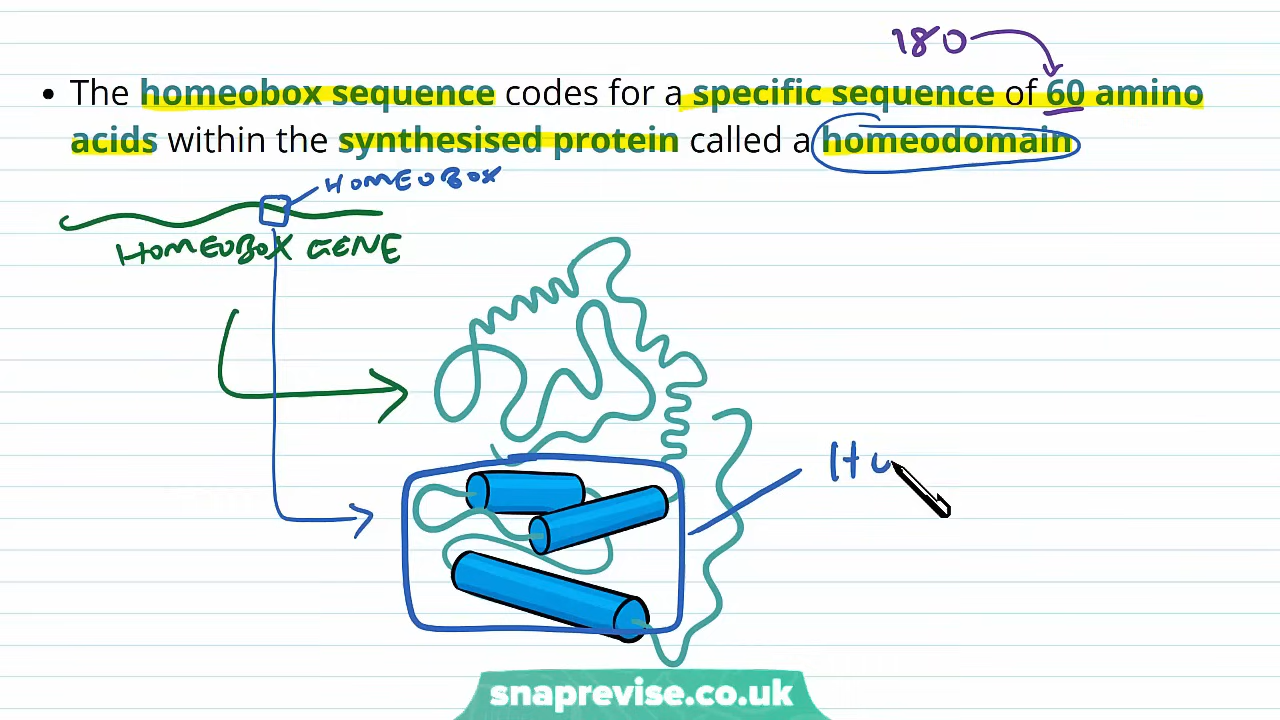 180
• The homeobox sequence codes for a specific sequence of 60 amino
acids within the synthesised protein called a homeodomain
HOMEOBOX
HOMEOBOX GENE
Ho
snaprevise.co.uk